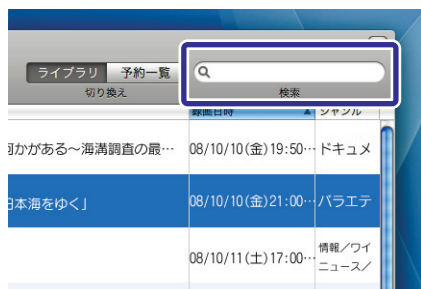 ライブラリ 予約一覧
切り換え
検索
録画日時 ジャンル
何かがある~海溝調査の最… 08/10/10(金)19:50… ドキュメ
日本海をゆく」 08/10/10(金)21:00… バラエテ
08/10/11(土)17:00… 情報/ワイ
ニュース/